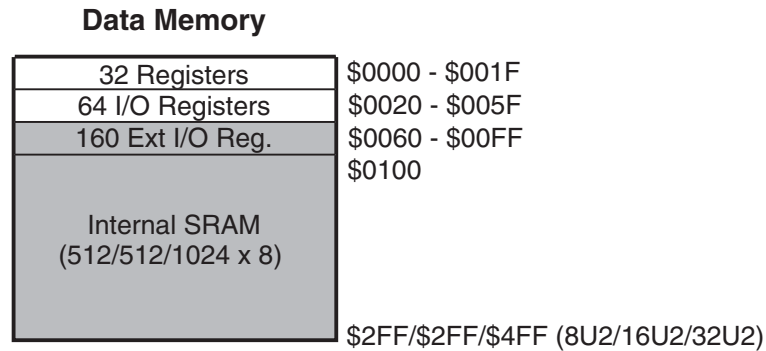 Data Memory
32 Registers $0000 - $001F
64 I/O Registers $0020 - $005F
160 Ext I/O Reg. $0060 - $00FF
$0100
Internal SRAM
(512/512/1024 x 8)
$2FF/$2FF/$4FF (8U2/16U2/32U2)